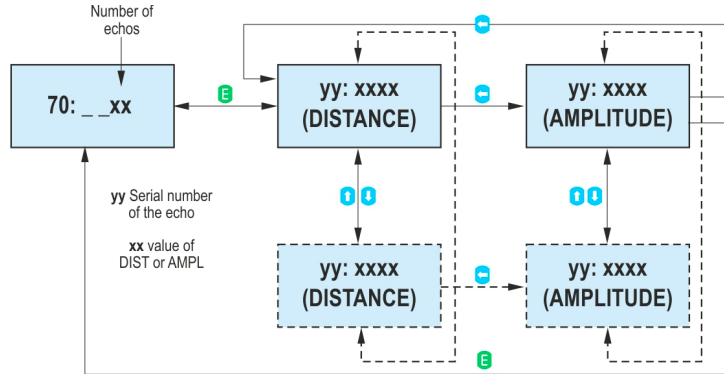 Number of
echos
70: _ _xx
E
yy: xxxx
(DISTANCE)
yy: xxxx
(AMPLITUDE)
yy Serial number
of the echo
xx value of
DIST or AMPL
yy: xxxx
(DISTANCE)
yy: xxxx
(AMPLITUDE)
E